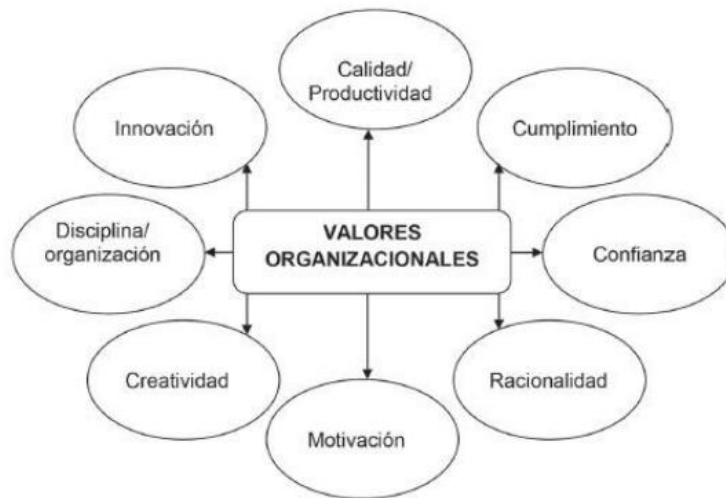 Calidad/
Productividad
Innovación
Cumplimiento
Disciplina/
organización
VALORES
ORGANIZACIONALES
Confianza
Creatividad
Racionalidad
Motivación